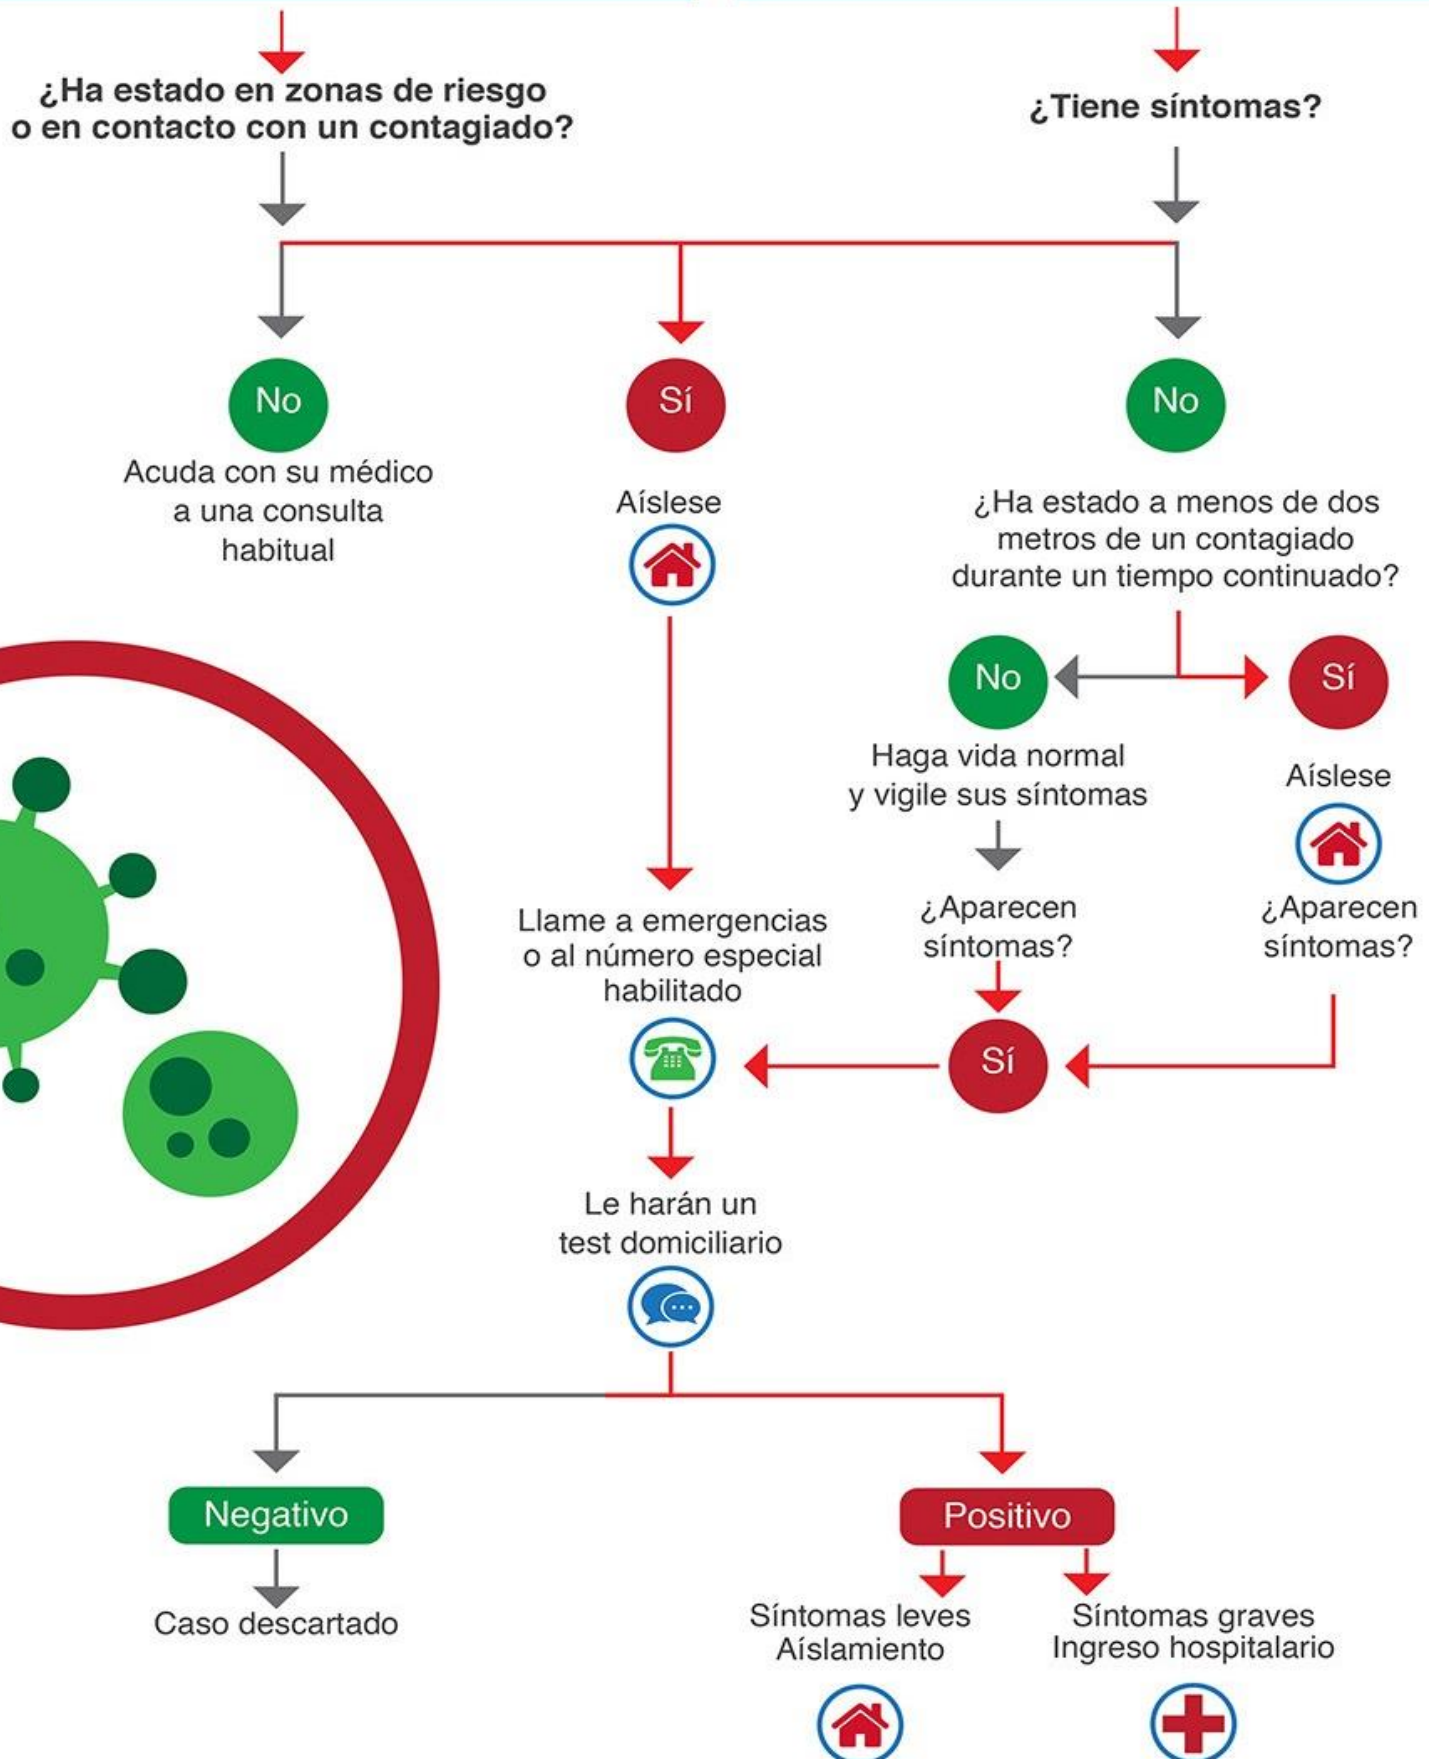 ¿Ha estado en zonas de riesgo
o en contacto con un contagiado?
¿Tiene síntomas?
No
Acuda con su médico
a una consulta
habitual
Sí
Aíslese
No
¿Ha estado a menos de dos
metros de un contagiado
durante un tiempo continuado?
No
Haga vida normal
y vigile sus síntomas
¿Aparecen
síntomas?
Sí
Aíslese
¿Aparecen
síntomas?
Sí
Llame a emergencias
o al número especial
habilitado
Le harán un
test domiciliario
Negativo
Caso descartado
Positivo
Síntomas leves
Aíslamiento
Síntomas graves
Ingreso hospitalario